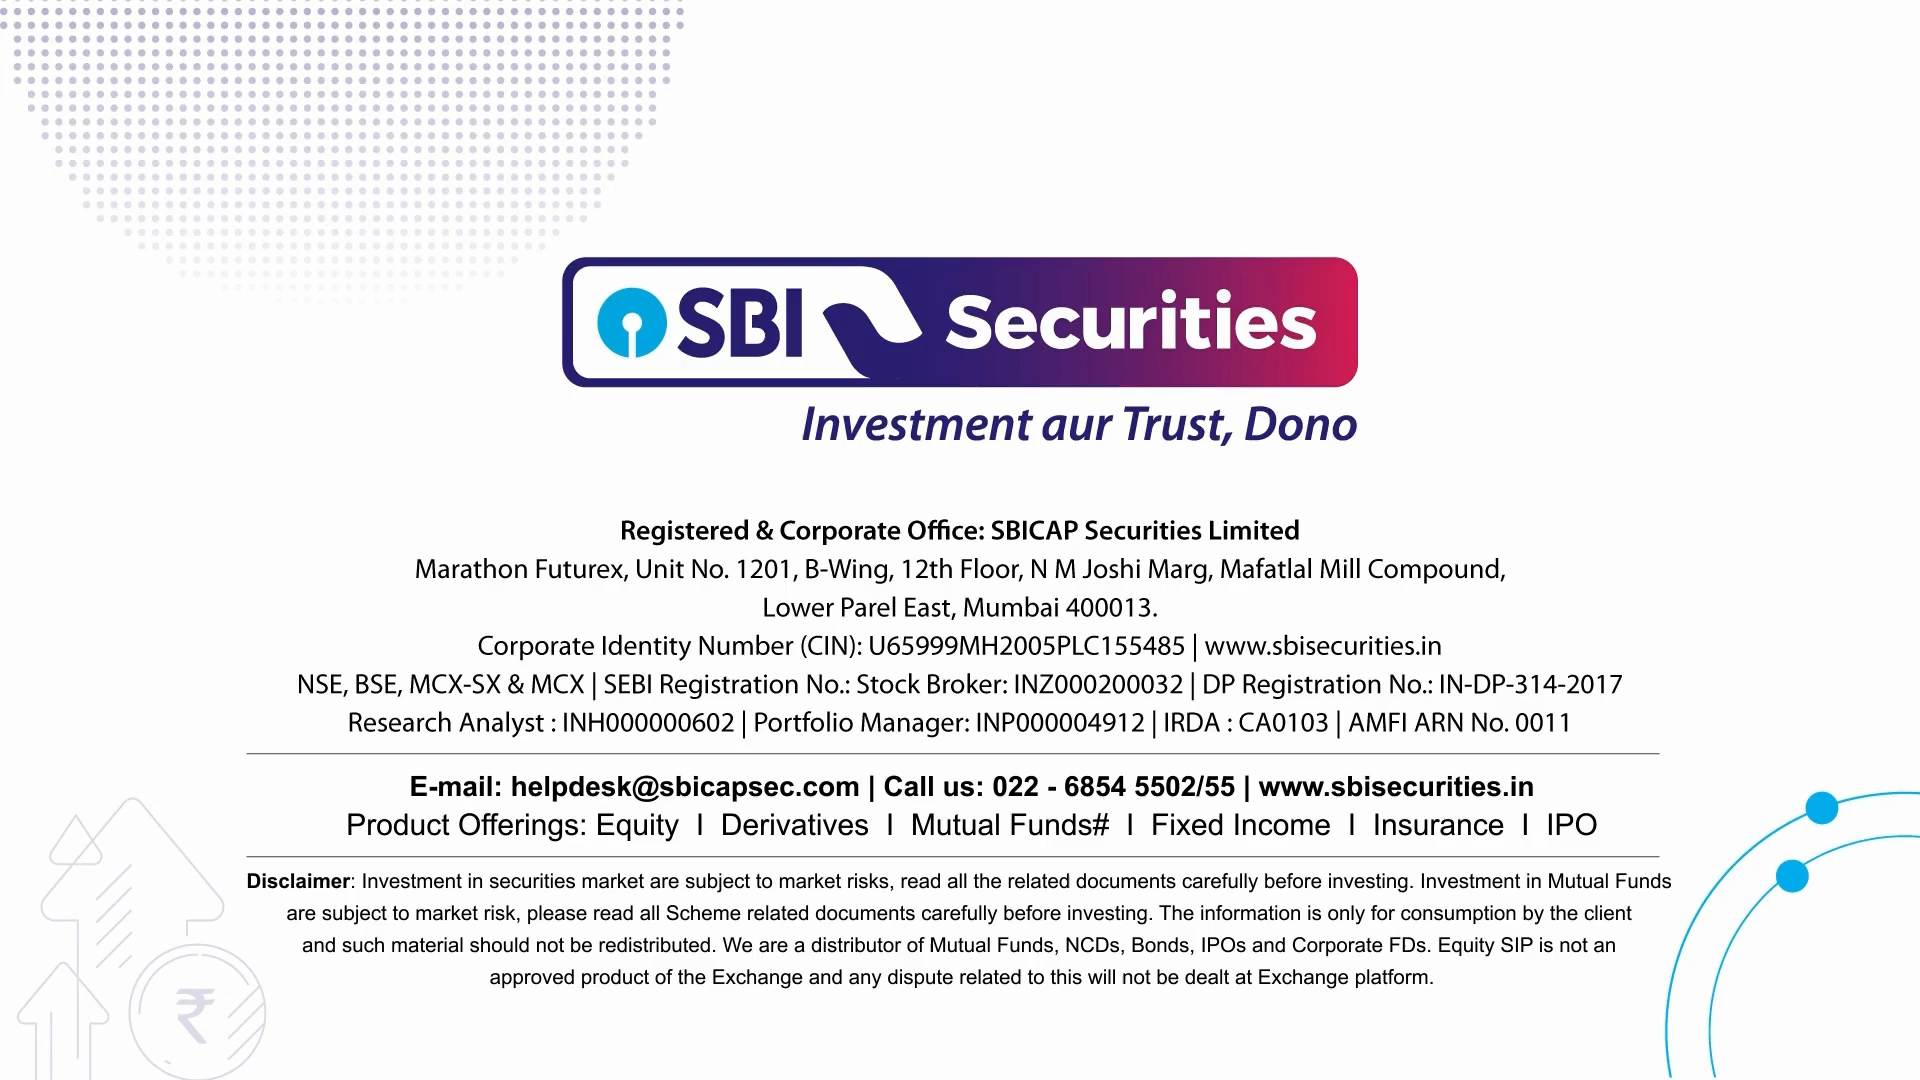 SBI Securities
Investment aur Trust, Dono
Registered & Corporate Office: SBICAP Securities Limited
Marathon Futurex, Unit No. 1201, B-Wing, 12th Floor, N M Joshi Marg, Mafatlal Mill Compound,
Lower Parel East, Mumbai 400013.
Corporate Identity Number (CIN): U65999MH2005PLC155485 | www.sbisecurities.in
NSE, BSE, MCX-SX & MCX | SEBI Registration No.: Stock Broker: INZ000200032 | DP Registration No.: IN-DP-314-2017
Research Analyst : INH000000602 | Portfolio Manager: INP000004912 | IRDA : CA0103 | AMFI ARN No. 0011
E-mail: helpdesk@sbicapsec.com | Call us: 022 - 6854 5502/55 | www.sbisecurities.in
Product Offerings: Equity I Derivatives I Mutual Funds# I Fixed Income I Insurance I IPO
Disclaimer: Investment in securities market are subject to market risks, read all the related documents carefully before investing. Investment in Mutual Funds
are subject to market risk, please read all Scheme related documents carefully before investing. The information is only for consumption by the client
and such material should not be redistributed. We are a distributor of Mutual Funds, NCDs, Bonds, IPOs and Corporate FDs. Equity SIP is not an
approved product of the Exchange and any dispute related to this will not be dealt at Exchange platform.
₹